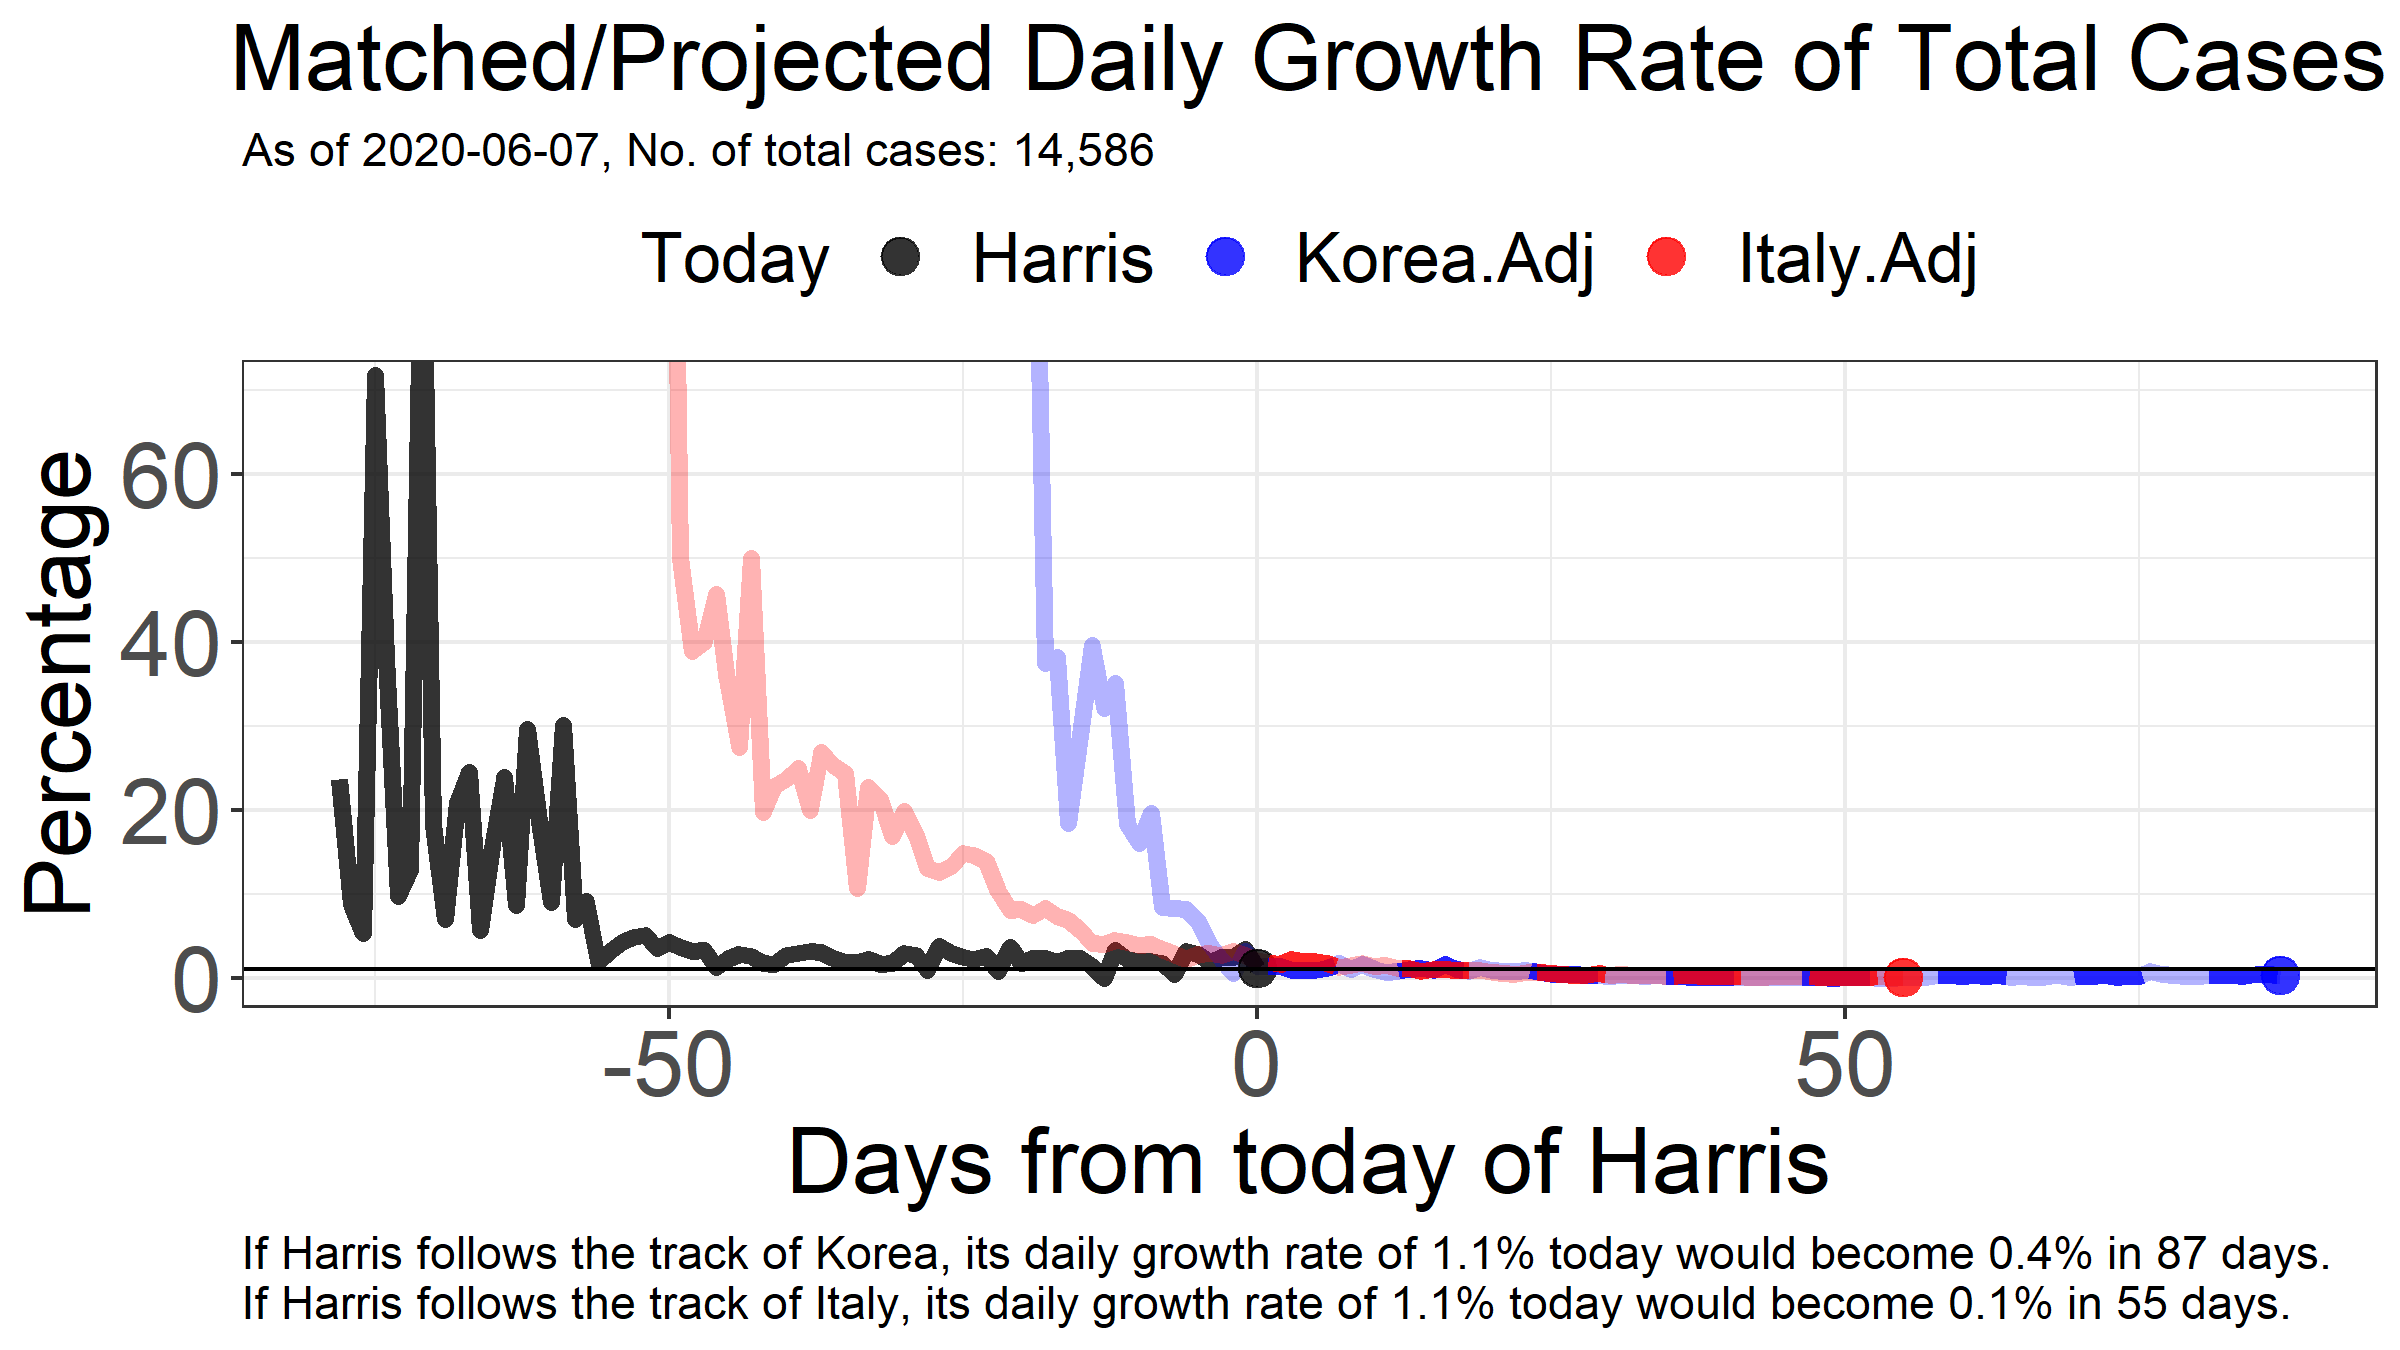 Matched/Projected Daily Growth Rate of Total Cases
As of 2020-06-07, No. of total cases: 14,586
Today Harris Korea.Adj Italy.Adj
Percentage
60
40
20
0
-50 0 50
Days from today of Harris
If Harris follows the track of Korea, its daily growth rate of 1.1% today would become 0.4% in 87 days.
If Harris follows the track of Italy, its daily growth rate of 1.1% today would become 0.1% in 55 days.